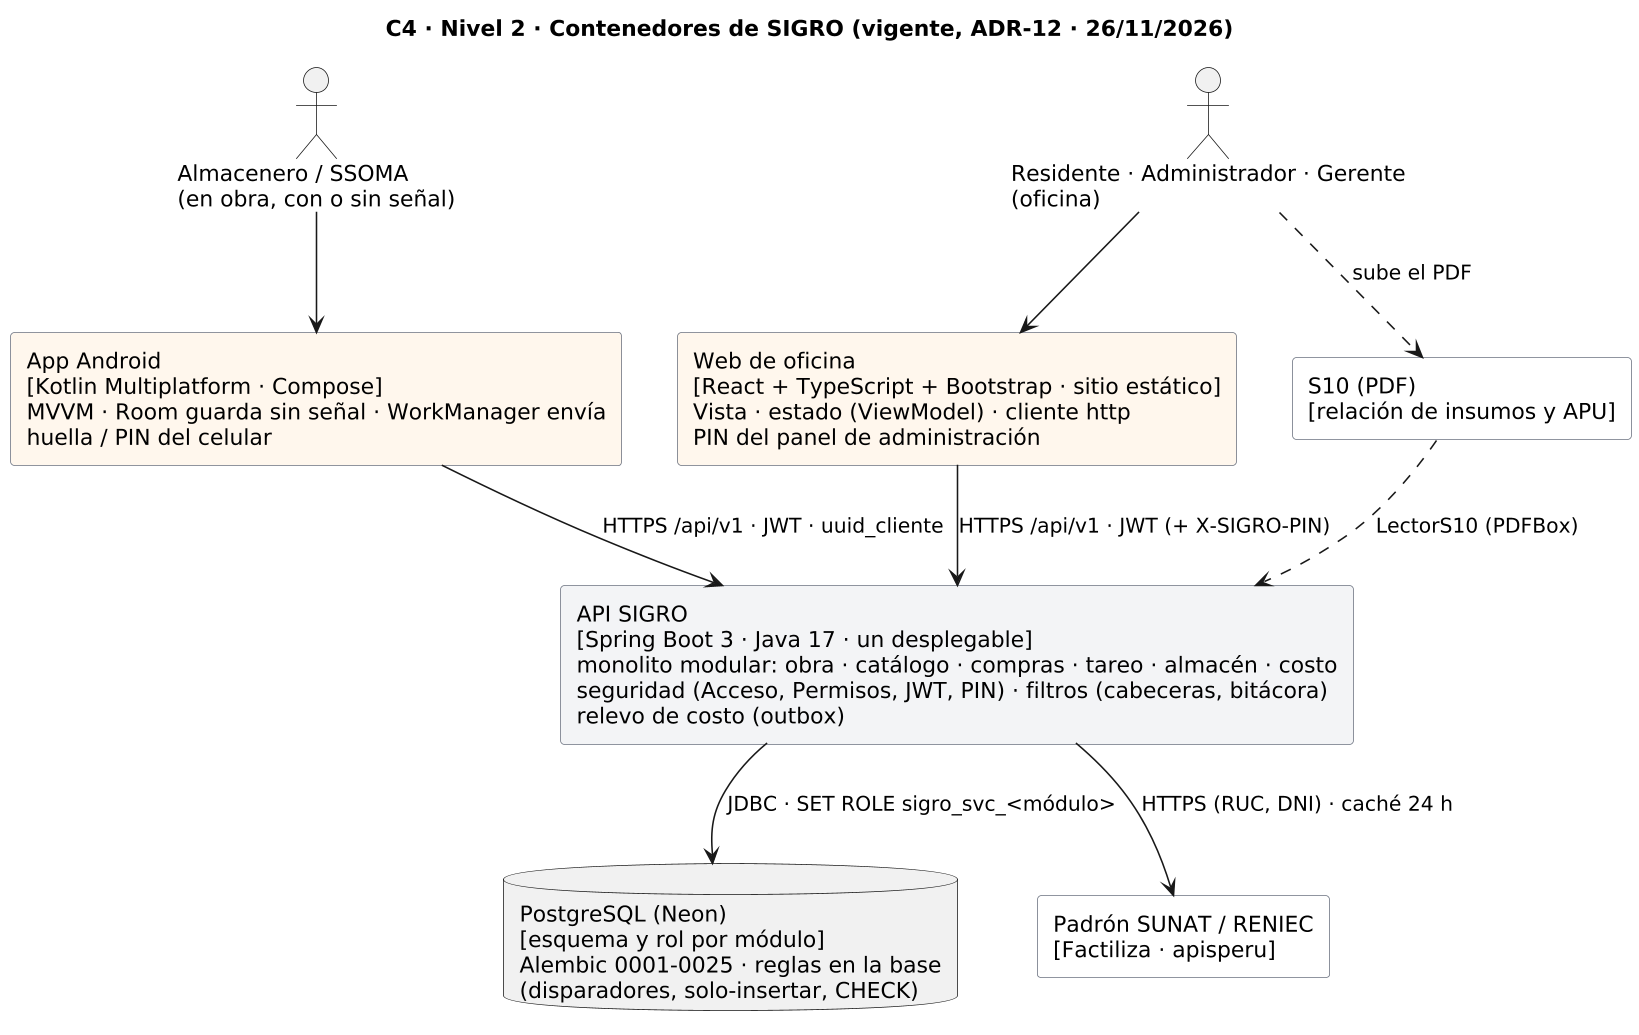 C4 · Nivel 2 · Contenedores de SIGRO (vigente, ADR-12 · 26/11/2026)
Almacenero / SSOMA
(en obra, con o sin señal)
Residente · Administrador · Gerente
(oficina)
sube el PDF
App Android
[Kotlin Multiplatform · Compose]
MVVM · Room guarda sin señal · WorkManager envía
huella / PIN del celular
Web de oficina
[React + TypeScript + Bootstrap · sitio estático]
Vista · estado (ViewModel) · cliente http
PIN del panel de administración
S10 (PDF)
[relación de insumos y APU]
HTTPS /api/v1 · JWT · uuid_cliente
HTTPS /api/v1 · JWT (+ X-SIGRO-PIN)
LectorS10 (PDFBox)
API SIGRO
[Spring Boot 3 · Java 17 · un desplegable]
monolito modular: obra · catálogo · compras · tareo · almacén · costo
seguridad (Acceso, Permisos, JWT, PIN) · filtros (cabeceras, bitácora)
relevo de costo (outbox)
JDBC · SET ROLE sigro_svc_<módulo>
HTTPS (RUC, DNI) · caché 24 h
PostgreSQL (Neon)
[esquema y rol por módulo]
Alembic 0001-0025 · reglas en la base
(disparadores, solo-insertar, CHECK)
Padrón SUNAT / RENIEC
[Factiliza · apisperu]